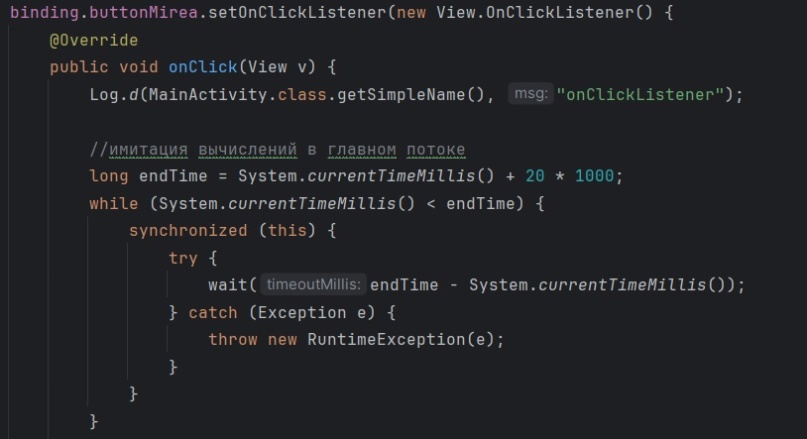 binding.buttonMirea.setOnClickListener(new View.OnClickListener() {
@Override
public void onClick(View v) {
Log.d(MainActivity.class.getSimpleName(), msg: "onClickListener");
//имитация вычислений в главном потоке
long endTime = System.currentTimeMillis() + 20 * 1000;
while (System.currentTimeMillis() < endTime) {
synchronized (this) {
try {
wait( timeoutMillis: endTime - System.currentTimeMillis());
} catch (Exception e) {
throw new RuntimeException(e);
}
}
}